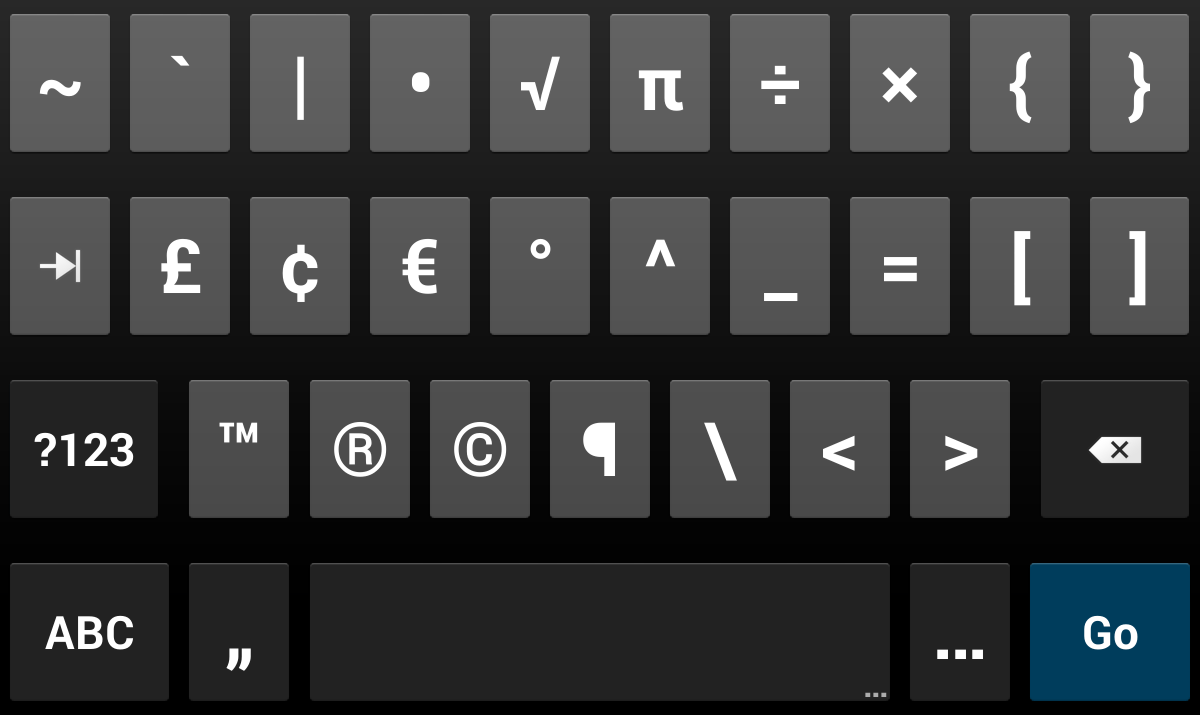 ~ ` | • √ π ÷ × { }
£ ¢ € ° ^ _ = [ ]
?123 ™ ® © ¶ \ < >
ABC „ … Go